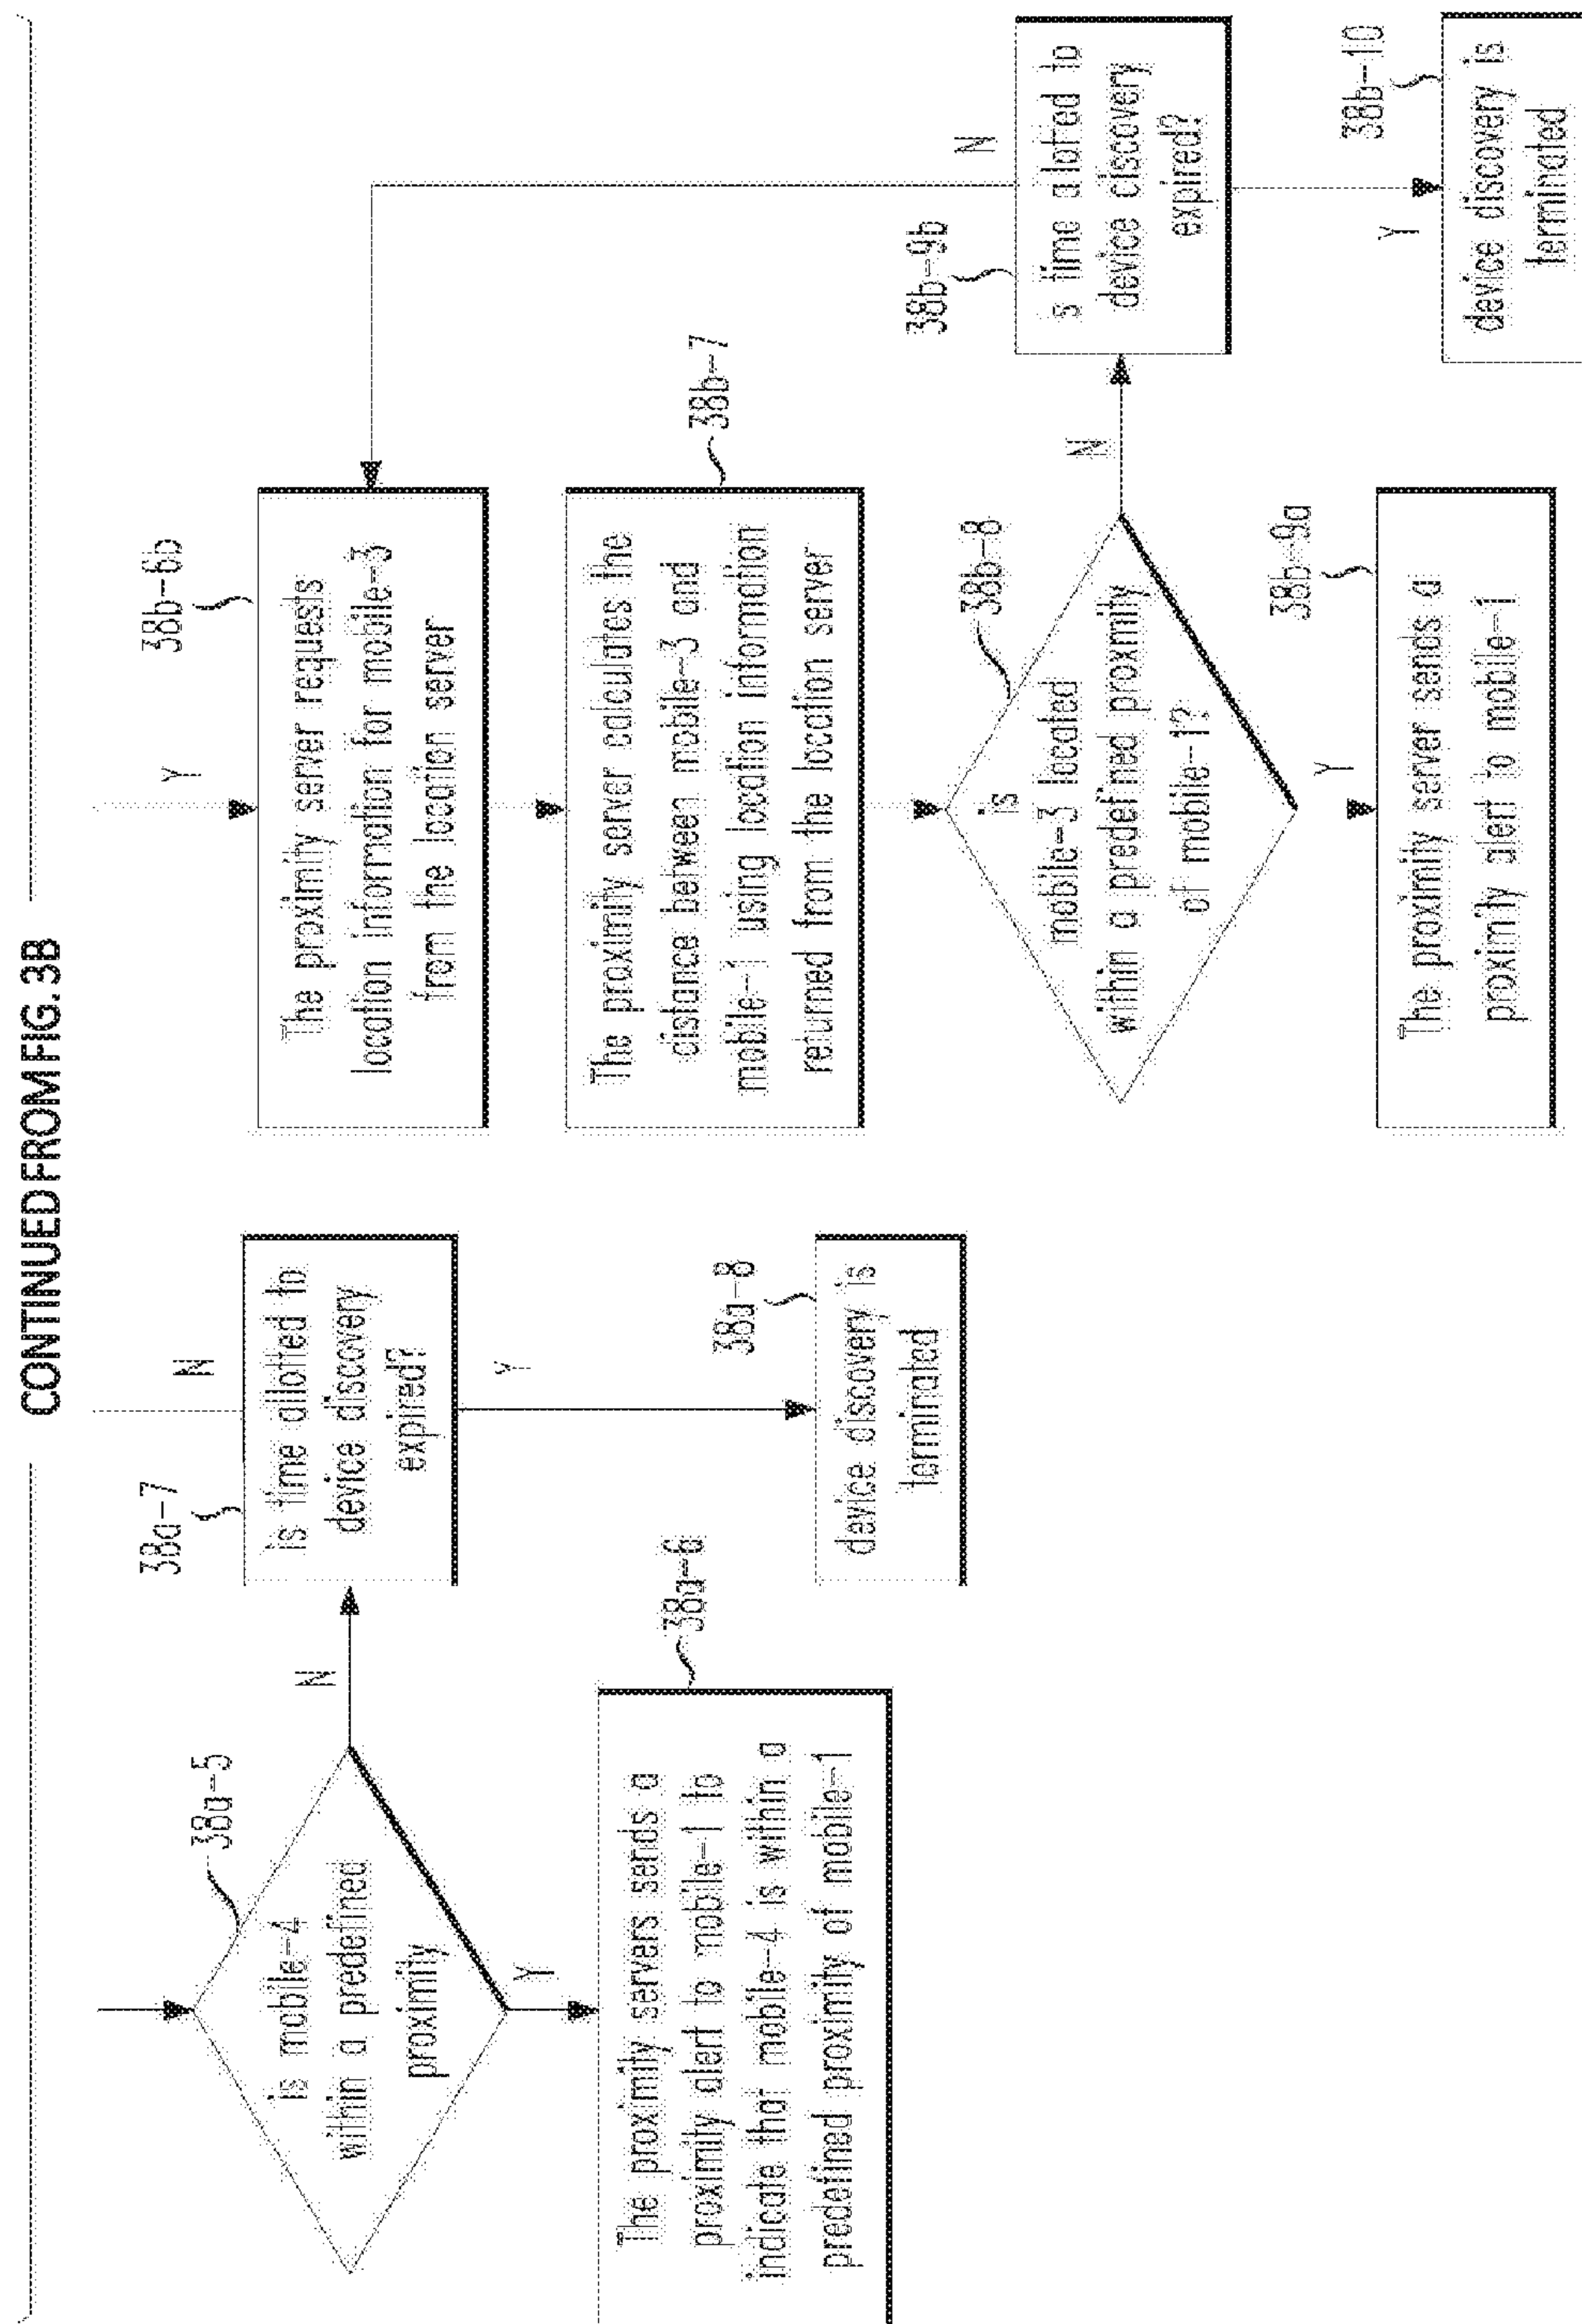 CONTINUED FROM FIG. 3B
38a-5
is mobile-4
within a predefined
proximity
N
Y
38a-7
N
is time allotted to
device discovery
expired?
Y
38a-6
The proximity servers sends a
proximity alert to mobile-1 to
indicate that mobile-4 is within a
predefined proximity of mobile-1
38a-8
device discovery is
terminated
Y
38b-6b
The proximity server requests
location information for mobile-3
from the location server
38b-7
The proximity server calculates the
distance between mobile-3 and
mobile-1 using location information
returned from the location server
38b-8
is
mobile-3 located
within a predefined proximity
of mobile-1?
N
Y
38b-9b
N
is time alloted to
device discovery
expired?
Y
38b-9a
The proximity server sends a
proximity alert to mobile-1
38b-10
device discovery is
terminated